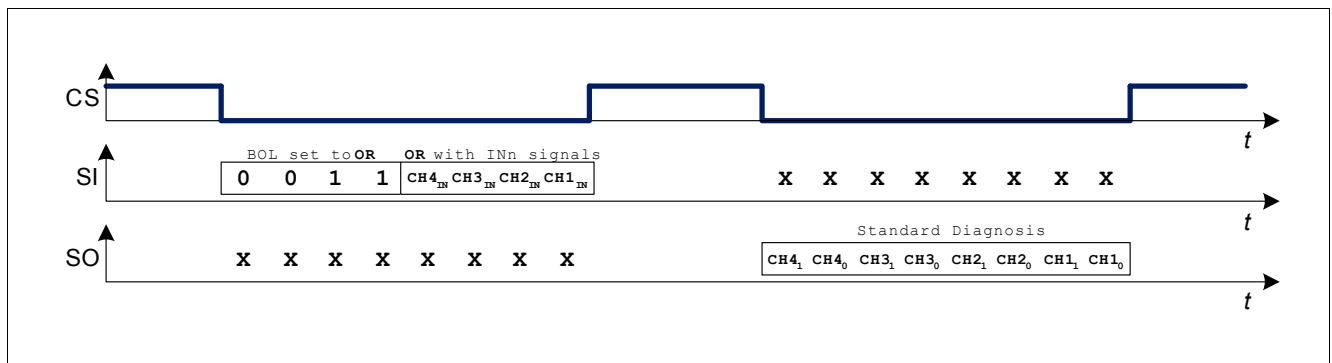 CS
t
BOL set to OR OR with INn signals
SI 0 0 1 1 CH4IN CH3IN CH2IN CH1IN X X X X X X X X
t
Standard Diagnosis
SO X X X X X X X X CH41 CH40 CH31 CH30 CH21 CH20 CH11 CH10
t